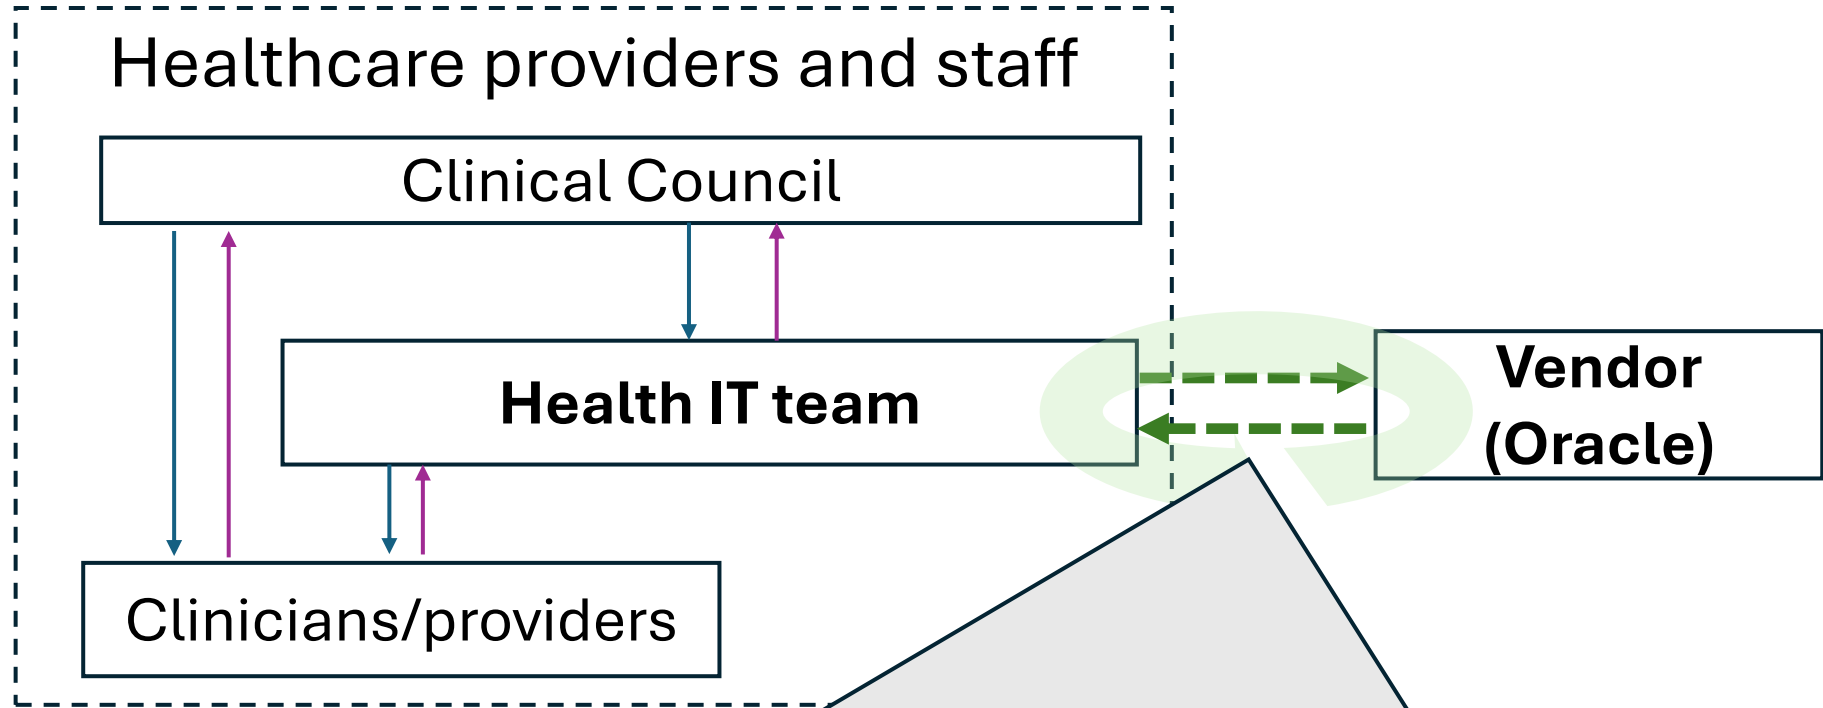 Healthcare providers and staff
Clinical Council
Health IT team
Vendor
(Oracle)
Clinicians/providers